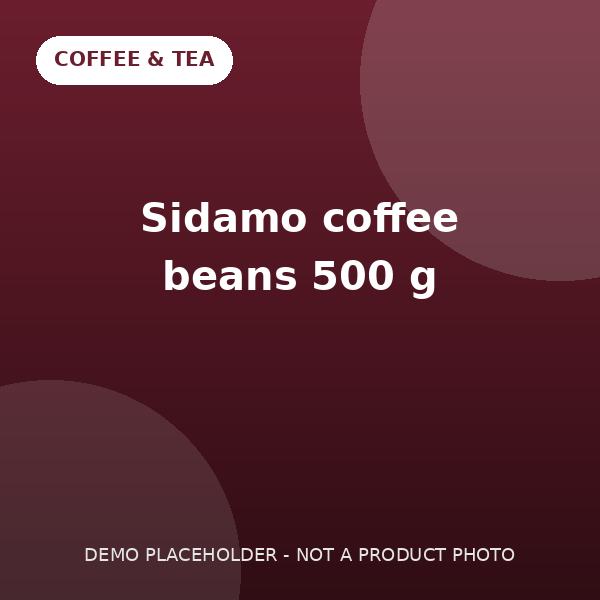 COFFEE & TEA
Sidamo coffee
beans 500 g
DEMO PLACEHOLDER - NOT A PRODUCT PHOTO